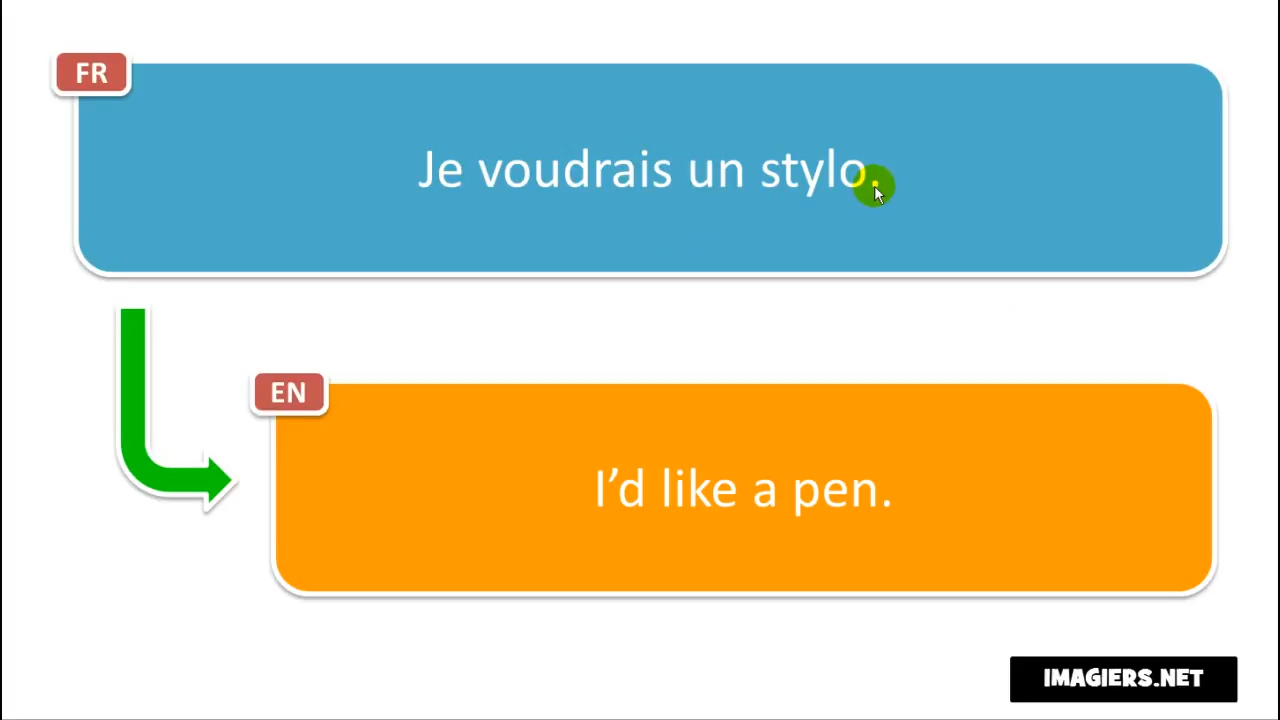 FR
Je voudrais un stylo.
EN
I’d like a pen.
IMAGIERS.NET